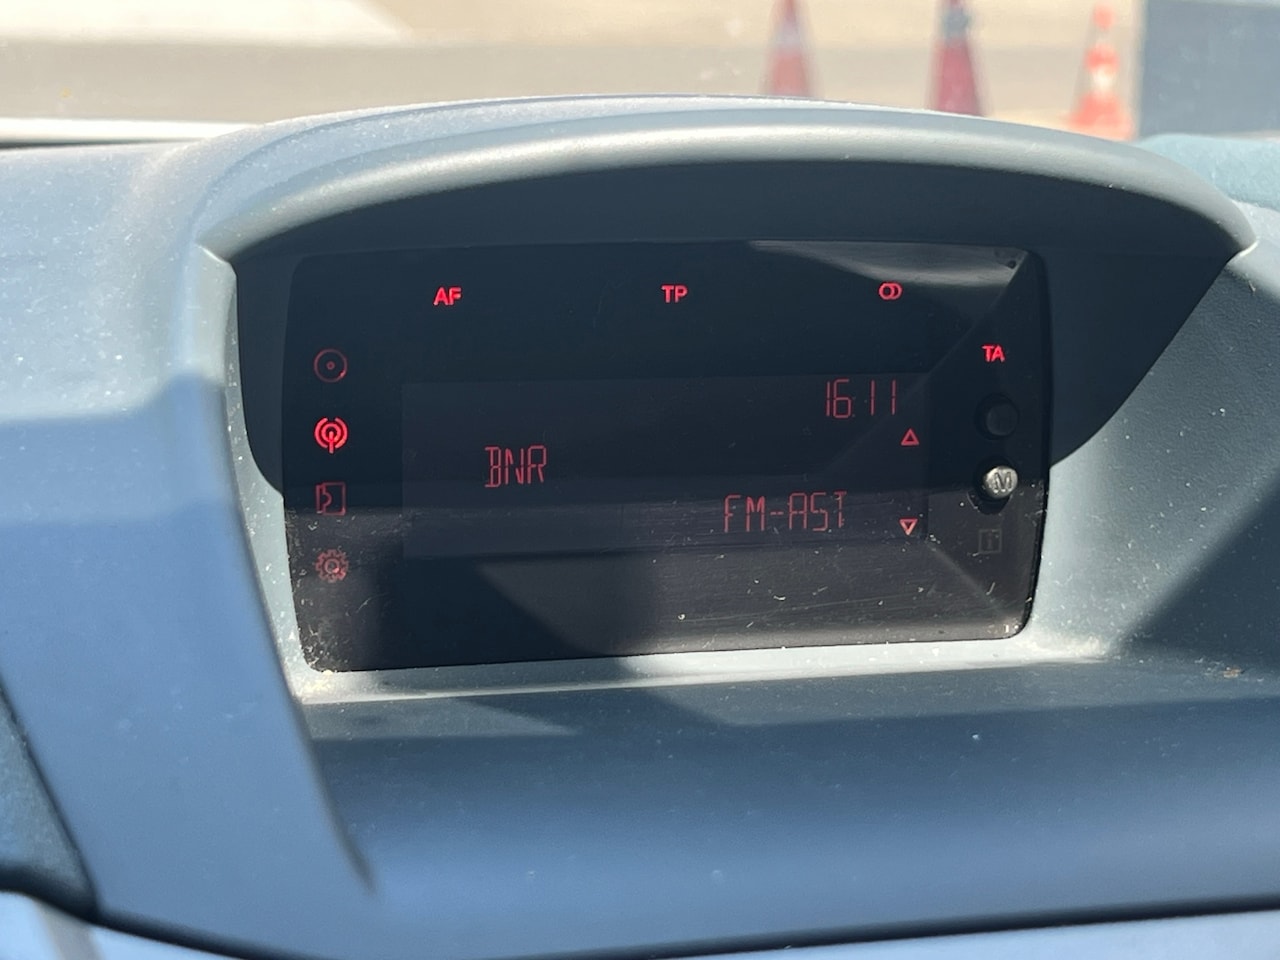 AF TP
TA
16:11
BNR
M
FM-AST
i